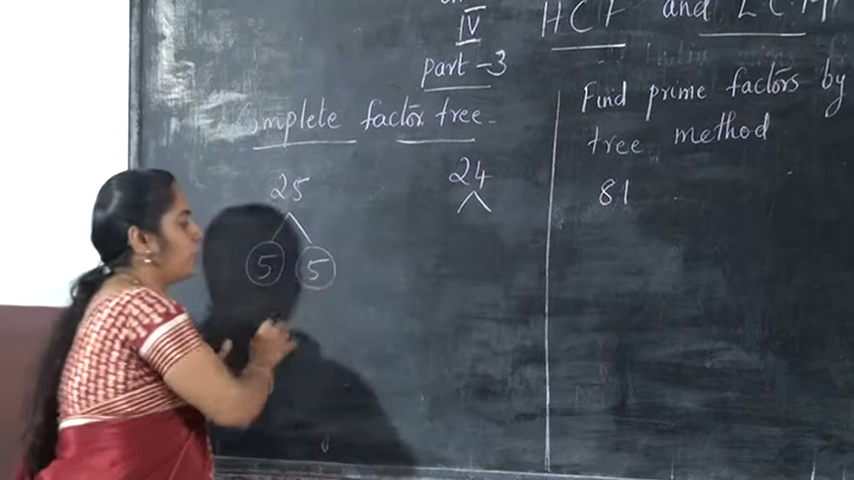 IV
HCF and LCM
part -3
Complete factor tree.
25
24
5 5
Find prime factors by
tree method
81